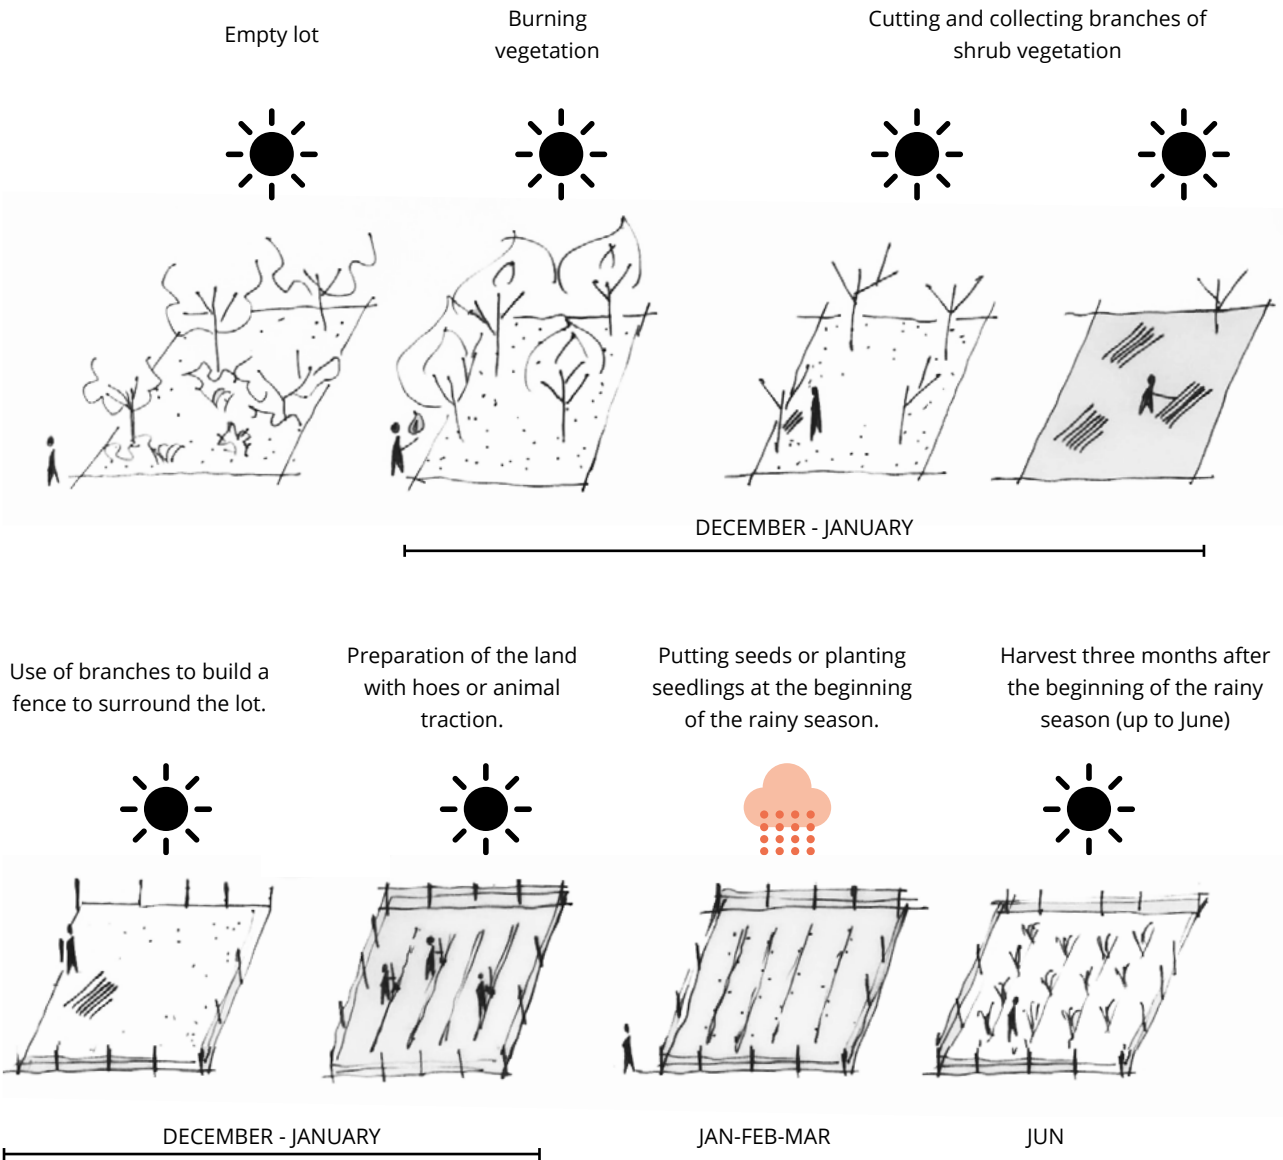 Empty lot
Burning
vegetation
Cutting and collecting branches of
shrub vegetation
DECEMBER - JANUARY
Use of branches to build a
fence to surround the lot.
Preparation of the land
with hoes or animal
traction.
Putting seeds or planting
seedlings at the beginning
of the rainy season.
Harvest three months after
the beginning of the rainy
season (up to June)
DECEMBER - JANUARY
JAN-FEB-MAR
JUN